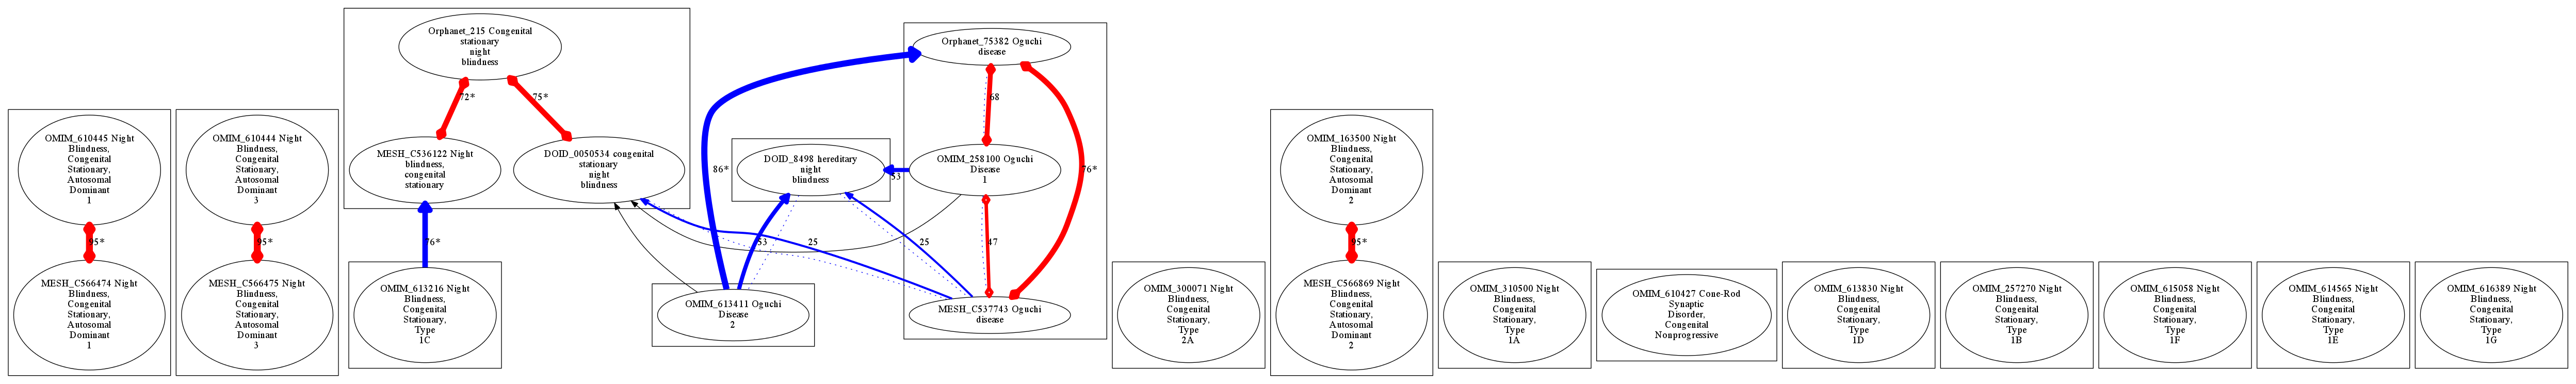 OMIM_610445 Night
Blindness,
Congenital
Stationary,
Autosomal
Dominant
1
95*
MESH_C566474 Night
Blindness,
Congenital
Stationary,
Autosomal
Dominant
1
OMIM_610444 Night
Blindness,
Congenital
Stationary,
Autosomal
Dominant
3
95*
MESH_C566475 Night
Blindness,
Congenital
Stationary,
Autosomal
Dominant
3
Orphanet_215 Congenital
stationary
night
blindness
72*
75*
MESH_C536122 Night
blindness,
congenital
stationary
DOID_0050534 congenital
stationary
night
blindness
76*
OMIM_613216 Night
Blindness,
Congenital
Stationary,
Type
1C
86*
DOID_8498 hereditary
night
blindness
53
53
25
25
OMIM_613411 Oguchi
Disease
2
Orphanet_75382 Oguchi
disease
68
76*
OMIM_258100 Oguchi
Disease
1
47
MESH_C537743 Oguchi
disease
OMIM_300071 Night
Blindness,
Congenital
Stationary,
Type
2A
OMIM_163500 Night
Blindness,
Congenital
Stationary,
Autosomal
Dominant
2
95*
MESH_C566869 Night
Blindness,
Congenital
Stationary,
Autosomal
Dominant
2
OMIM_310500 Night
Blindness,
Congenital
Stationary,
Type
1A
OMIM_610427 Cone-Rod
Synaptic
Disorder,
Congenital
Nonprogressive
OMIM_613830 Night
Blindness,
Congenital
Stationary,
Type
1D
OMIM_257270 Night
Blindness,
Congenital
Stationary,
Type
1B
OMIM_615058 Night
Blindness,
Congenital
Stationary,
Type
1F
OMIM_614565 Night
Blindness,
Congenital
Stationary,
Type
1E
OMIM_616389 Night
Blindness,
Congenital
Stationary,
Type
1G